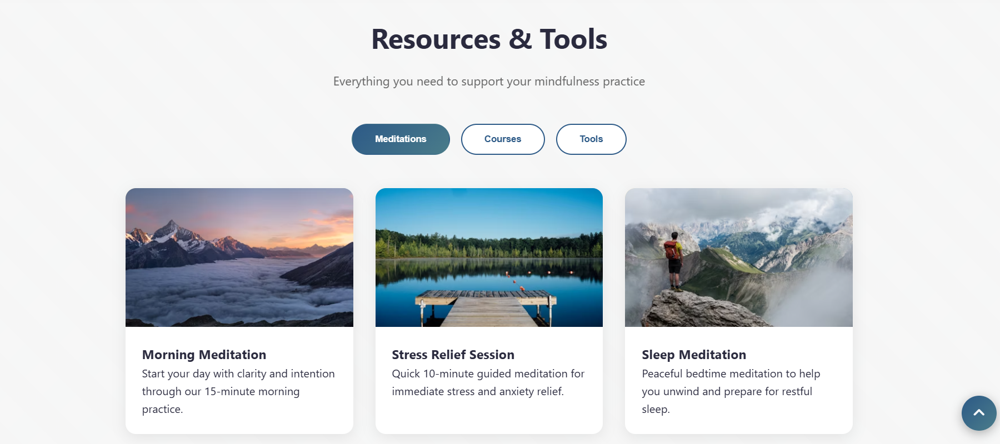 Resources & Tools
Everything you need to support your mindfulness practice
Meditations
Courses
Tools
Morning Meditation
Start your day with clarity and intention
through our 15-minute morning
practice.
Stress Relief Session
Quick 10-minute guided meditation for
immediate stress and anxiety relief.
Sleep Meditation
Peaceful bedtime meditation to help
you unwind and prepare for restful
sleep.